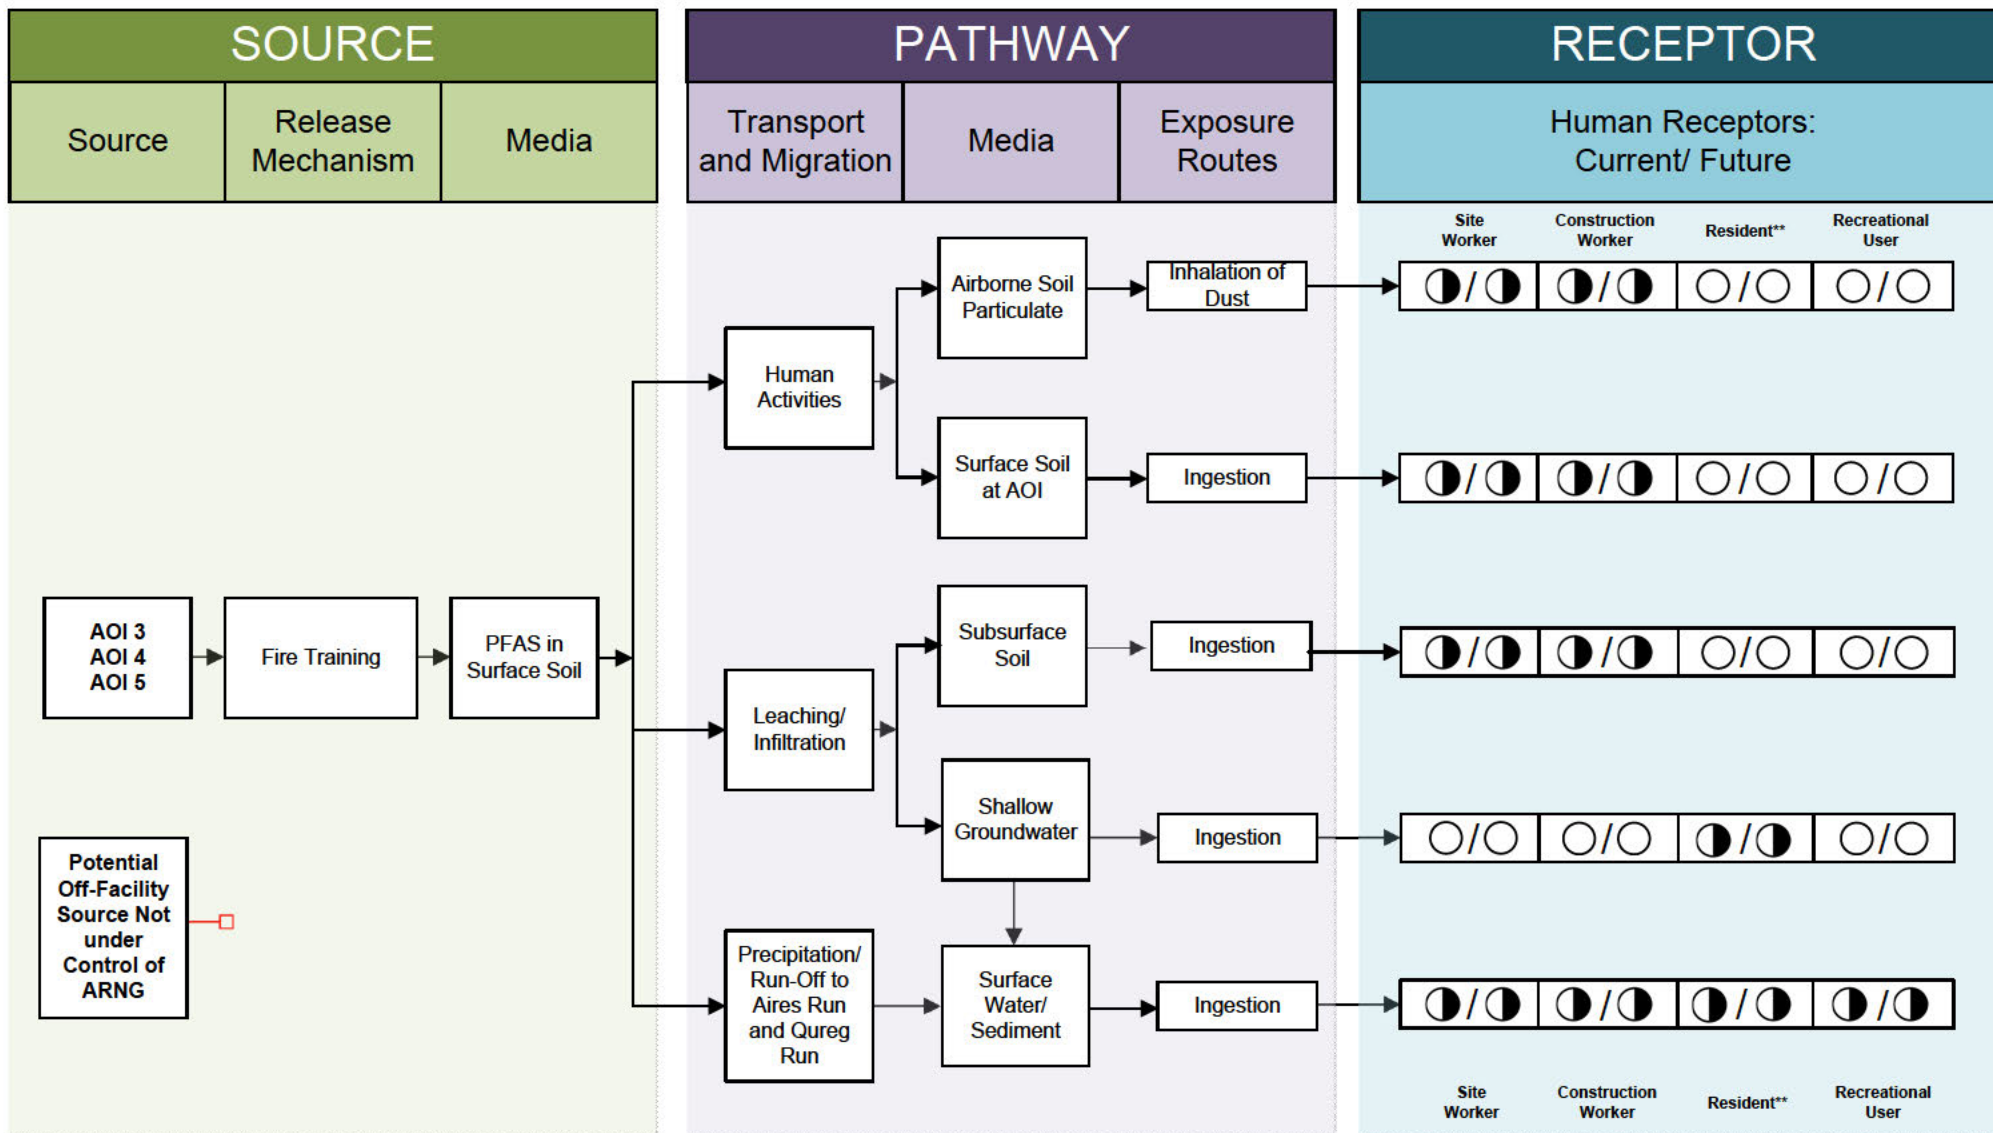 SOURCE
PATHWAY
RECEPTOR
Source
Release
Mechanism
Media
Transport
and Migration
Media
Exposure
Routes
Human Receptors:
Current/ Future
Site
Worker
Construction
Worker
Resident**
Recreational
User
Airborne Soil
Particulate
Inhalation of
Dust
/
/
/
/
Human
Activities
Surface Soil
at AOI
Ingestion
/
/
/
/
AOI 3
AOI 4
AOI 5
Fire Training
PFAS in
Surface Soil
Subsurface
Soil
Ingestion
/
/
/
/
Leaching/
Infiltration
Shallow
Groundwater
Ingestion
/
/
/
/
Potential
Off-Facility
Source Not
under
Control of
ARNG
Precipitation/
Run-Off to
Aires Run
and Qureg
Run
Surface
Water/
Sediment
Ingestion
/
/
/
/
Site
Worker
Construction
Worker
Resident**
Recreational
User